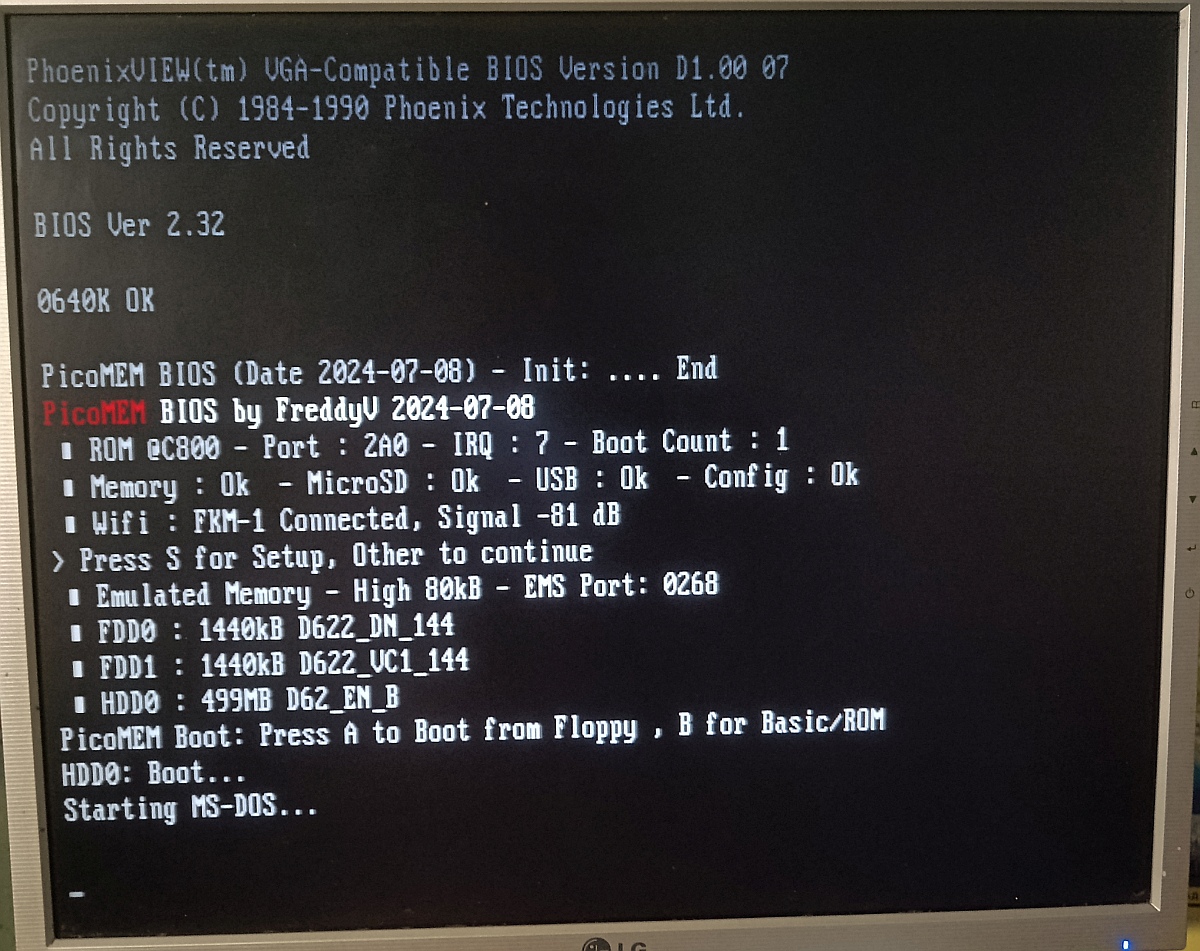 PhoenixVIEW(tm) VGA-Compatible BIOS Version D1.00 07
Copyright (C) 1984-1990 Phoenix Technologies Ltd.
All Rights Reserved
BIOS Ver 2.32
0640K OK
PicoMEM BIOS (Date 2024-07-08) - Init: .... End
PicoMEM BIOS by FreddyV 2024-07-08
ROM @C800 - Port : 2A0 - IRQ : 7 - Boot Count : 1
Memory : Ok - MicroSD : Ok - USB : Ok - Config : Ok
Wifi : FKM-1 Connected, Signal -81 dB
> Press S for Setup, Other to continue
Emulated Memory - High 80kB - EMS Port: 0268
FDD0 : 1440kB D622_DN_144
FDD1 : 1440kB D622_VC1_144
HDD0 : 499MB D62_EN_B
PicoMEM Boot: Press A to Boot from Floppy , B for Basic/ROM
HDD0: Boot...
Starting MS-DOS...
LG